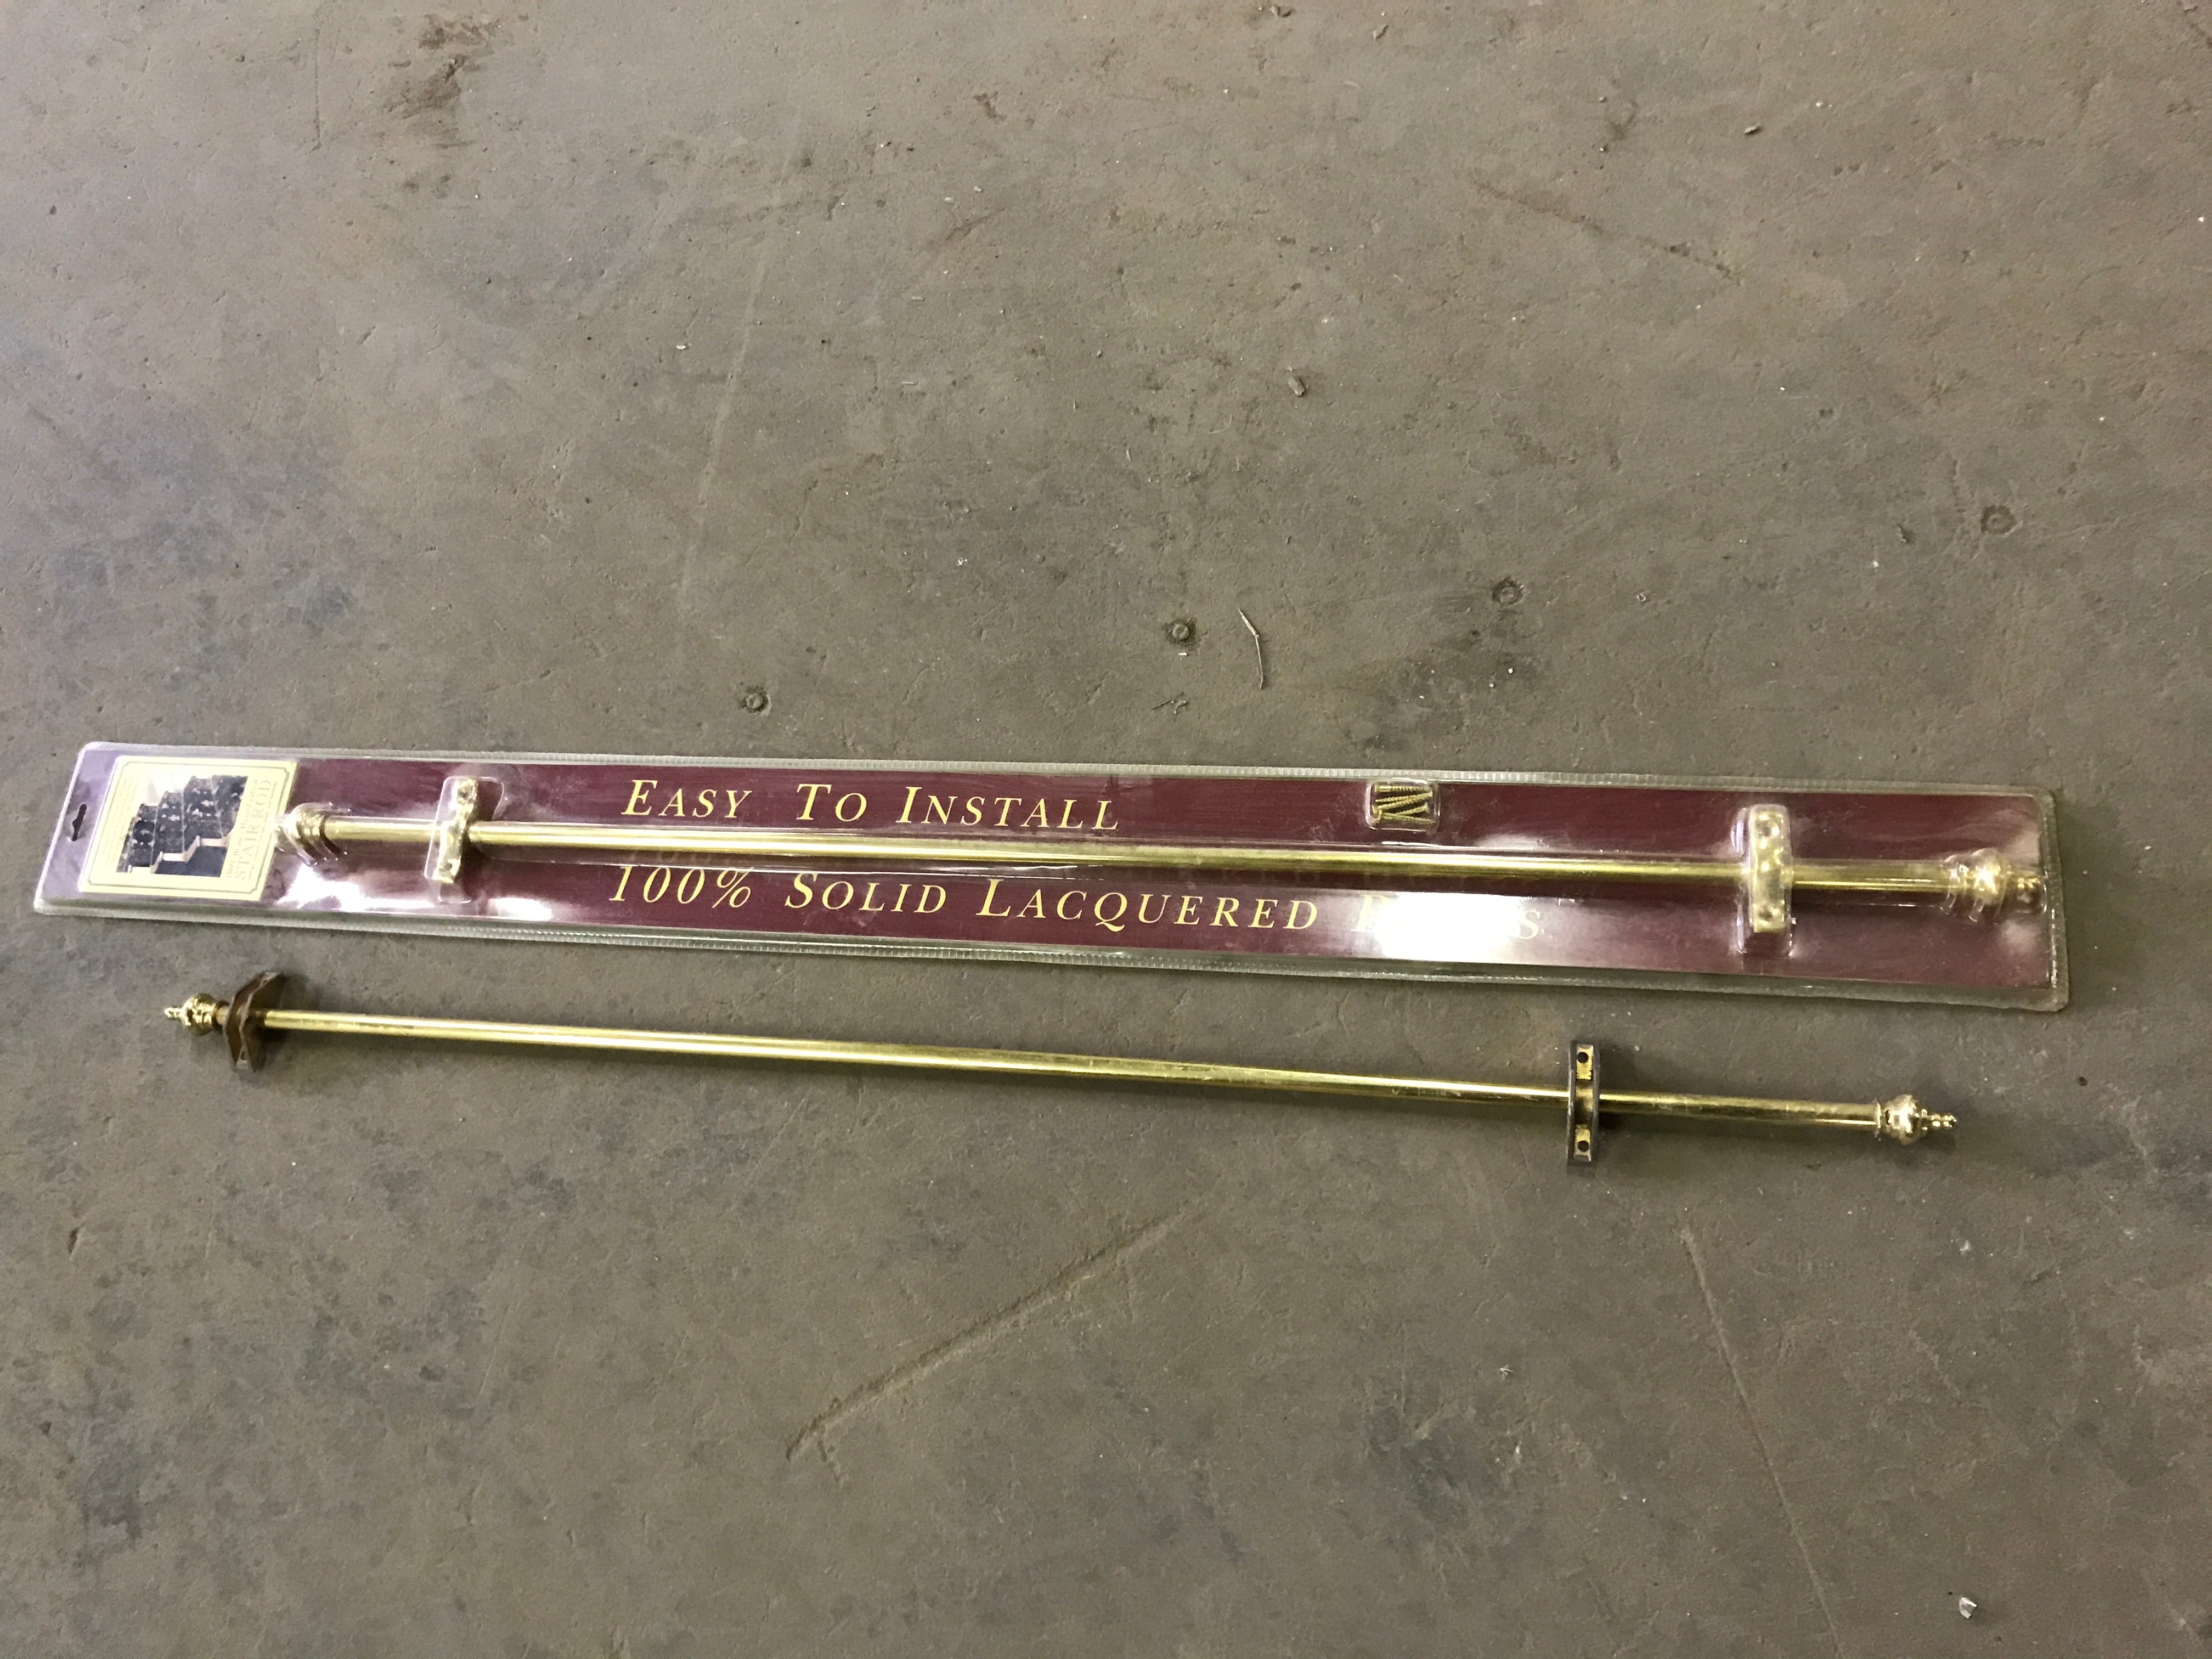 EASY TO INSTALL
100% SOLID LACQUERED
STAIR ROD